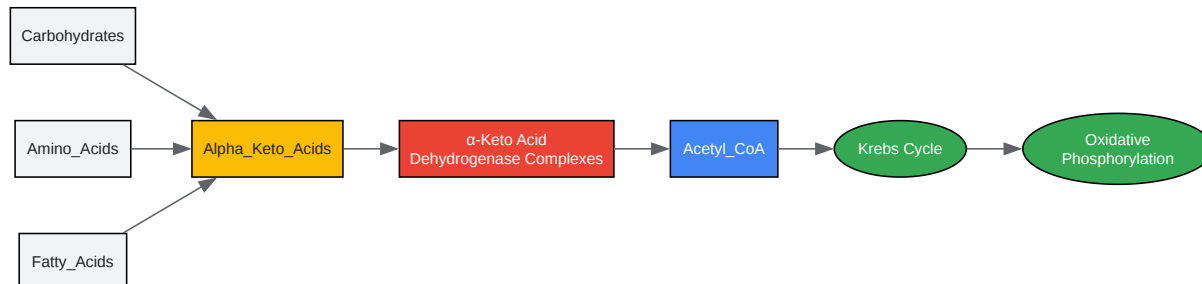 Carbohydrates
Amino_Acids
Fatty_Acids
Alpha_Keto_Acids
α-Keto Acid
Dehydrogenase Complexes
Acetyl_CoA
Krebs Cycle
Oxidative
Phosphorylation